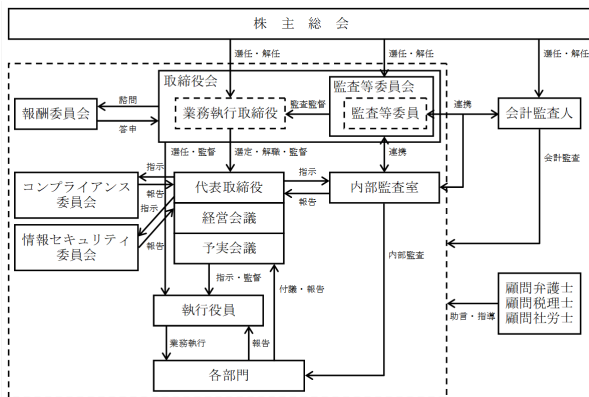 株 主 総 会
選任・解任
選任・解任
選任・解任
取締役会
監査等委員会
報酬委員会
諮問
答申
業務執行取締役
監査監督
監査等委員
連携
会計監査人
選任・監督
選定・解職・監督
連携
会計監査
コンプライアンス
委員会
指示
報告
代表取締役
指示
報告
内部監査室
経営会議
予実会議
情報セキュリティ
委員会
指示
報告
内部監査
指示・監督
付議・報告
執行役員
顧問弁護士
顧問税理士
顧問社労士
助言・指導
業務執行
報告
各部門